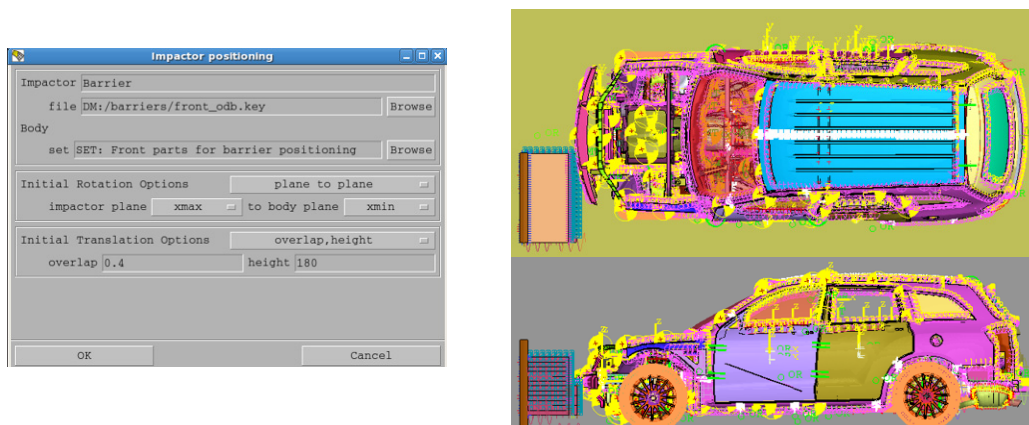 Impactor positioning
Impactor Barrier
file DM:/barriers/front_odb.key Browse
Body
set SET: Front parts for barrier positioning Browse
Initial Rotation Options plane to plane
impactor plane xmax to body plane xmin
Initial Translation Options overlap,height
overlap 0.4 height 180
OK Cancel